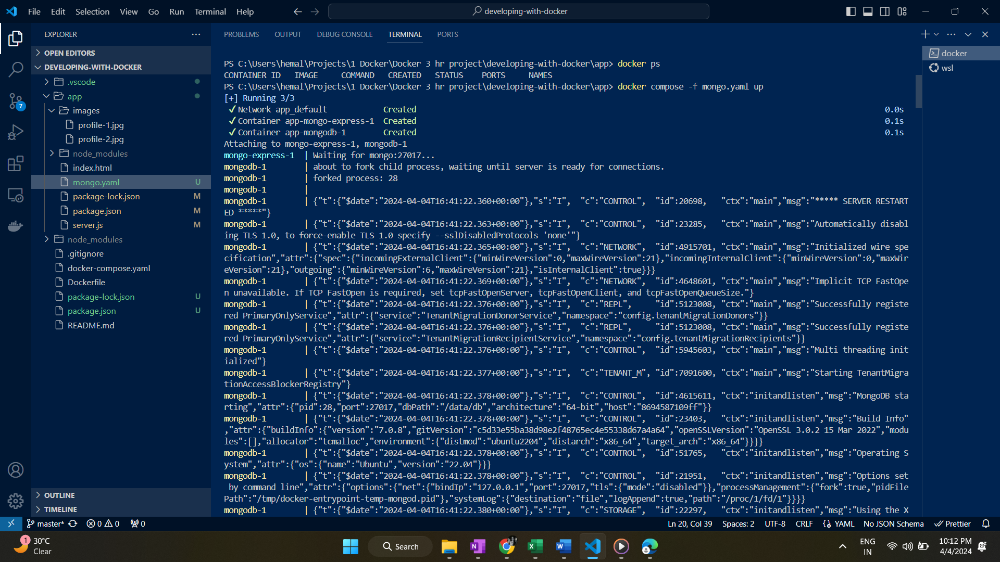 File Edit Selection View Go Run Terminal Help
developing-with-docker
EXPLORER
OPEN EDITORS
DEVELOPING-WITH-DOCKER
.vscode
app
images
profile-1.jpg
profile-2.jpg
node_modules
index.html
mongo.yaml U
package-lock.json M
package.json M
server.js M
node_modules
.gitignore
docker-compose.yaml
Dockerfile
package-lock.json U
package.json U
README.md
OUTLINE
TIMELINE
7
PROBLEMS OUTPUT DEBUG CONSOLE TERMINAL PORTS
docker
wsl
PS C:\Users\hemal\Projects\1 Docker\Docker 3 hr project\developing-with-docker\app> docker ps
CONTAINER ID IMAGE COMMAND CREATED STATUS PORTS NAMES
PS C:\Users\hemal\Projects\1 Docker\Docker 3 hr project\developing-with-docker\app> docker compose -f mongo.yaml up
[+] Running 3/3
✓Network app_default Created 0.0s
✓Container app-mongo-express-1 Created 0.1s
✓Container app-mongodb-1 Created 0.1s
Attaching to mongo-express-1, mongodb-1
mongo-express-1 | Waiting for mongo:27017...
mongodb-1 | about to fork child process, waiting until server is ready for connections.
mongodb-1 | forked process: 28
mongodb-1 |
mongodb-1 | {"t":{"$date":"2024-04-04T16:41:22.360+00:00"},"s":"I", "c":"CONTROL", "id":20698, "ctx":"main","msg":"***** SERVER RESTART
ED *****"}
mongodb-1 | {"t":{"$date":"2024-04-04T16:41:22.363+00:00"},"s":"I", "c":"CONTROL", "id":23285, "ctx":"main","msg":"Automatically disabl
ing TLS 1.0, to force-enable TLS 1.0 specify --sslDisabledProtocols 'none'"}
mongodb-1 | {"t":{"$date":"2024-04-04T16:41:22.365+00:00"},"s":"I", "c":"NETWORK", "id":4915701, "ctx":"main","msg":"Initialized wire spe
cification","attr":{"spec":{"incomingExternalClient":{"minWireVersion":0,"maxWireVersion":21},"incomingInternalClient":{"minWireVersion":0,"maxWir
eVersion":21},"outgoing":{"minWireVersion":6,"maxWireVersion":21},"isInternalClient":true}}}
mongodb-1 | {"t":{"$date":"2024-04-04T16:41:22.369+00:00"},"s":"I", "c":"NETWORK", "id":4648601, "ctx":"main","msg":"Implicit TCP FastOpe
n unavailable. If TCP FastOpen is required, set tcpFastOpenServer, tcpFastOpenClient, and tcpFastOpenQueueSize."}
mongodb-1 | {"t":{"$date":"2024-04-04T16:41:22.376+00:00"},"s":"I", "c":"REPL", "id":5123008, "ctx":"main","msg":"Successfully registe
red PrimaryOnlyService","attr":{"service":"TenantMigrationDonorService","namespace":"config.tenantMigrationDonors"}}
mongodb-1 | {"t":{"$date":"2024-04-04T16:41:22.376+00:00"},"s":"I", "c":"REPL", "id":5123008, "ctx":"main","msg":"Successfully registe
red PrimaryOnlyService","attr":{"service":"TenantMigrationRecipientService","namespace":"config.tenantMigrationRecipients"}}
mongodb-1 | {"t":{"$date":"2024-04-04T16:41:22.376+00:00"},"s":"I", "c":"CONTROL", "id":5945603, "ctx":"main","msg":"Multi threading init
ialized"}
mongodb-1 | {"t":{"$date":"2024-04-04T16:41:22.377+00:00"},"s":"I", "c":"TENANT_M", "id":7091600, "ctx":"main","msg":"Starting TenantMigra
tionAccessBlockerRegistry"}
mongodb-1 | {"t":{"$date":"2024-04-04T16:41:22.378+00:00"},"s":"I", "c":"CONTROL", "id":4615611, "ctx":"initandlisten","msg":"MongoDB sta
rting","attr":{"pid":28,"port":27017,"dbPath":"/data/db","architecture":"64-bit","host":"8694587109ff"}}
mongodb-1 | {"t":{"$date":"2024-04-04T16:41:22.378+00:00"},"s":"I", "c":"CONTROL", "id":23403, "ctx":"initandlisten","msg":"Build Info"
,"attr":{"buildInfo":{"version":"7.0.8","gitVersion":"c5d33e55ba38d98e2f48765ec4e55338d67a4a64","openSSLVersion":"OpenSSL 3.0.2 15 Mar 2022","modu
les":[],"allocator":"tcmalloc","environment":{"distmod":"ubuntu2204","distarch":"x86_64","target_arch":"x86_64"}}}}
mongodb-1 | {"t":{"$date":"2024-04-04T16:41:22.378+00:00"},"s":"I", "c":"CONTROL", "id":51765, "ctx":"initandlisten","msg":"Operating S
ystem","attr":{"os":{"name":"Ubuntu","version":"22.04"}}}
mongodb-1 | {"t":{"$date":"2024-04-04T16:41:22.378+00:00"},"s":"I", "c":"CONTROL", "id":21951, "ctx":"initandlisten","msg":"Options set
by command line","attr":{"options":{"net":{"bindIp":"127.0.0.1","port":27017,"tls":{"mode":"disabled"}},"processManagement":{"fork":true,"pidFile
Path":"/tmp/docker-entrypoint-temp-mongod.pid"},"systemLog":{"destination":"file","logAppend":true,"path":"/proc/1/fd/1"}}}}
mongodb-1 | {"t":{"$date":"2024-04-04T16:41:22.380+00:00"},"s":"I", "c":"STORAGE", "id":22297, "ctx":"initandlisten","msg":"Using the X
master* 0 0 0 Ln 20, Col 39 Spaces: 2 UTF-8 CRLF {} YAML No JSON Schema Prettier
1
30°C
Clear
Search
ENG
IN
10:12 PM
4/4/2024